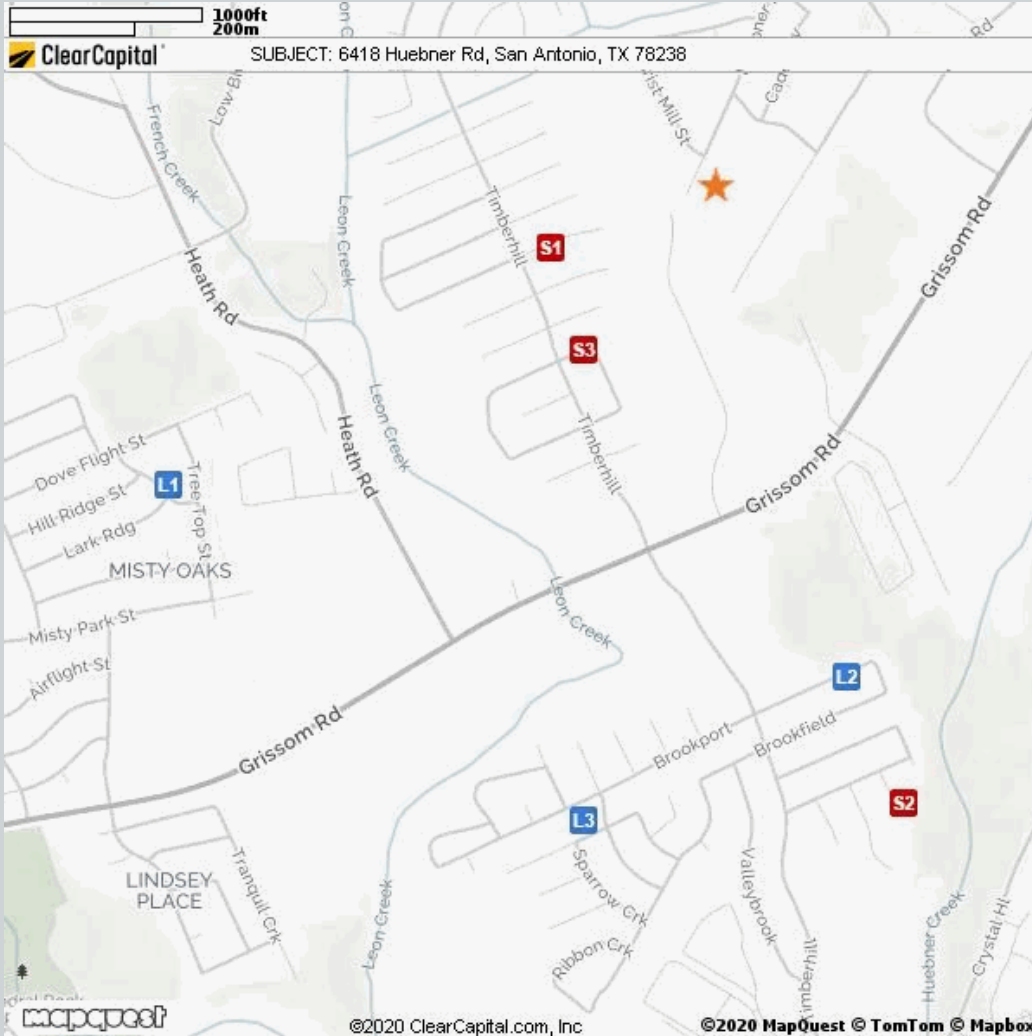 1000ft
200m
ClearCapital
SUBJECT: 6418 Huebner Rd, San Antonio, TX 78238
French Creek
Leon Creek
Timberhill
Grissom Rd
S1
Heath Rd
S3
Leon Creek
Heath Rd
Timberhill
Grissom Rd
Dove Flight St
L1
Tree Top St
Hill Ridge St
Lark Rdg
MISTY OAKS
Misty Park St
Leon Creek
Airflight St
L2
Grissom Rd
Brookport
Brookfield
S2
L3
LINDSEY
PLACE
Tranquil Crk
Sparrow Crk
Valleybrook
Leon Creek
Ribbon Crk
Timberhill
Huebner Creek
Crystal Hl
mapquest
©2020 ClearCapital.com, Inc
©2020 MapQuest © TomTom © Mapbox